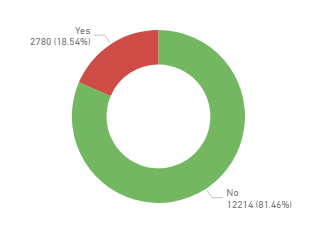 Yes
2780 (18.54%)
No
12214 (81.46%)